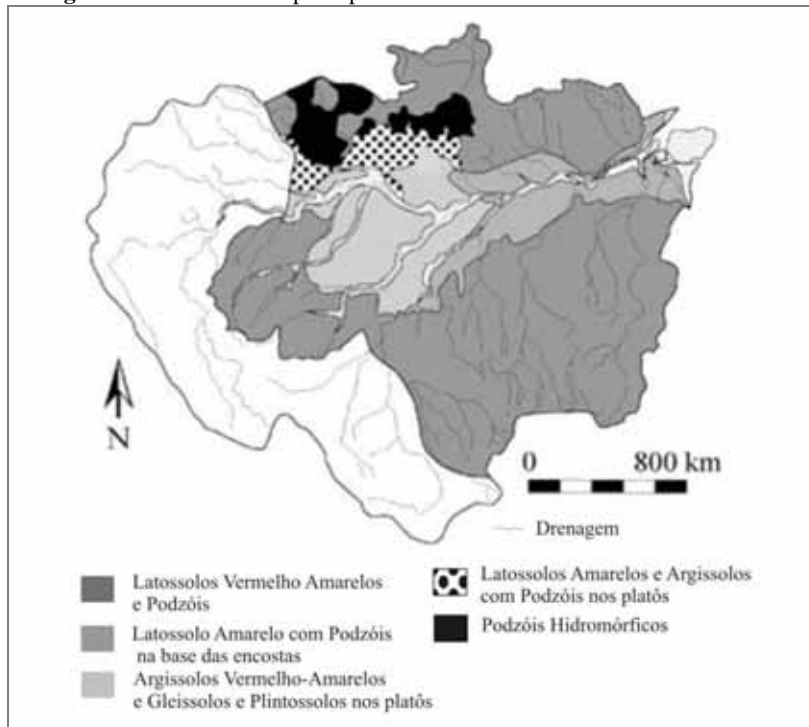 N
0 800 km
Drenagem
Latossolos Vermelho Amarelos
e Podzóis
Latossolo Amarelo com Podzóis
na base das encostas
Argissolos Vermelho-Amarelos
e Gleissolos e Plintossolos nos platôs
Latossolos Amarelos e Argissolos
com Podzóis nos platôs
Podzóis Hidromórficos